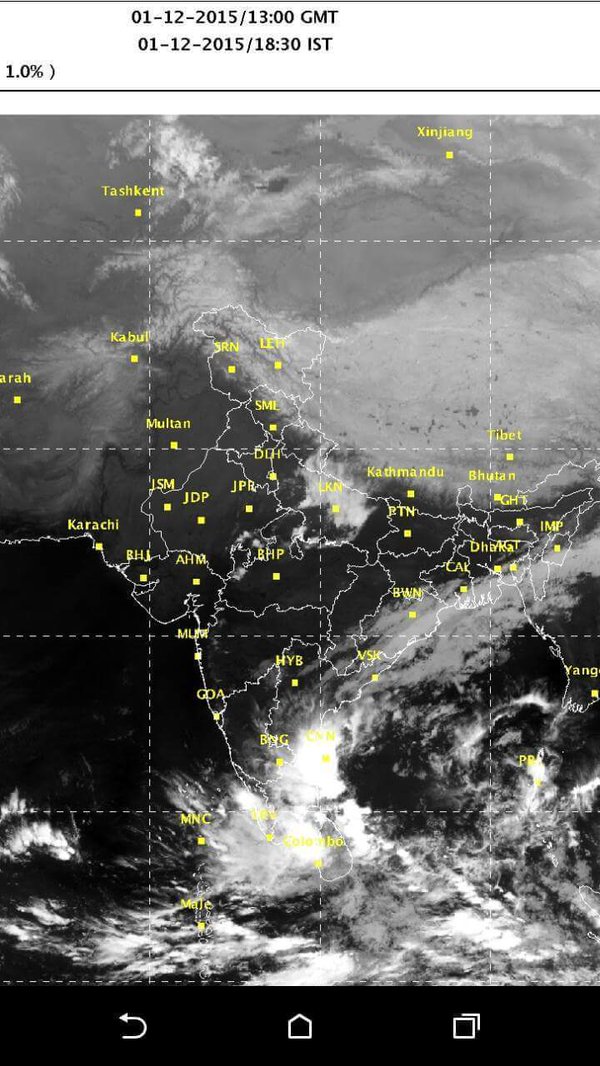 01-12-2015/13:00 GMT
01-12-2015/18:30 IST
1.0% )
Xinjiang
Tashkent
Kabul
SRN
LEH
arah
SML
Multan
DLH
Tibet
Kathmandu
Bhutan
JSM
JPR
LKN
JDP
GHT
PTN
Karachi
IMP
Dhaka
AGT
BHJ
AHM
BHP
CAL
BWN
MUM
HYB
VSK
Yang
GOA
BNG
CNN
PBL
MNC
Colombo
Male